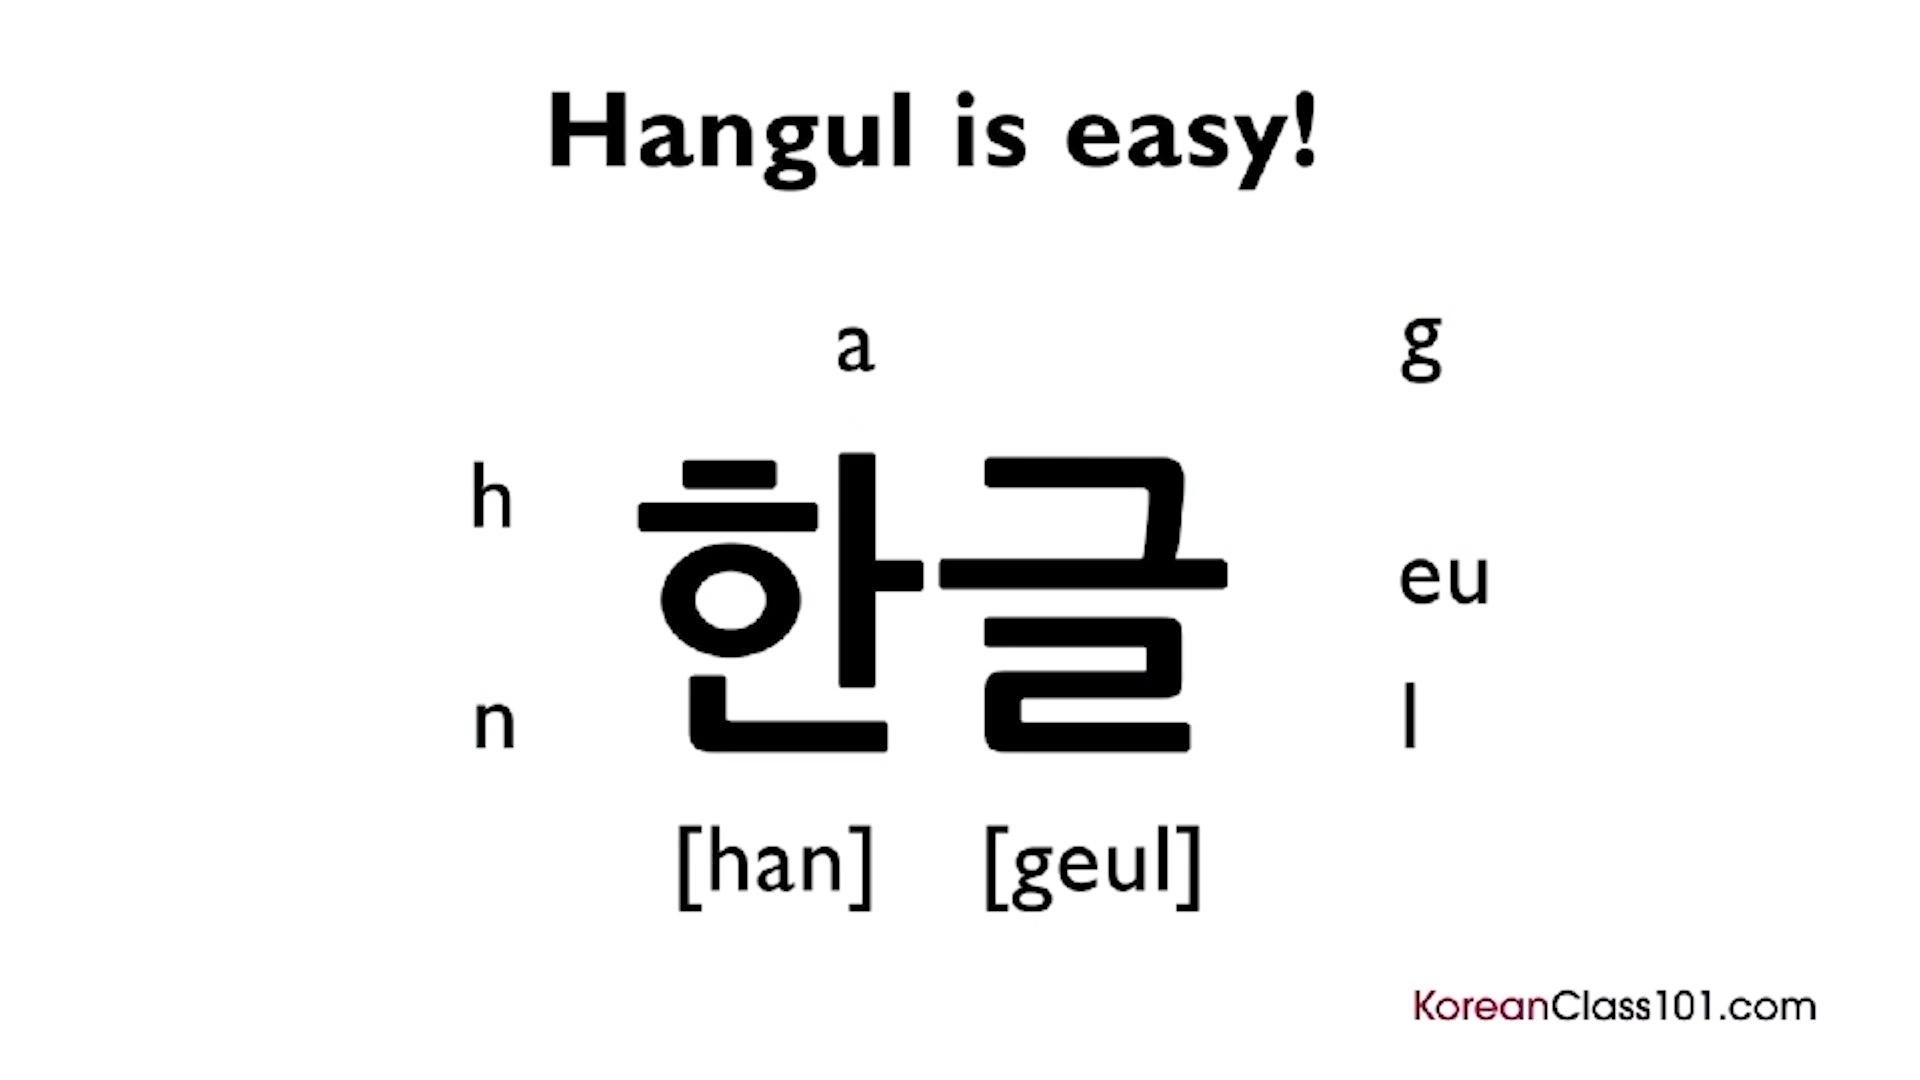 Hangul is easy!
a
g
h
한글
eu
n
l
[han] [geul]
KoreanClass101.com